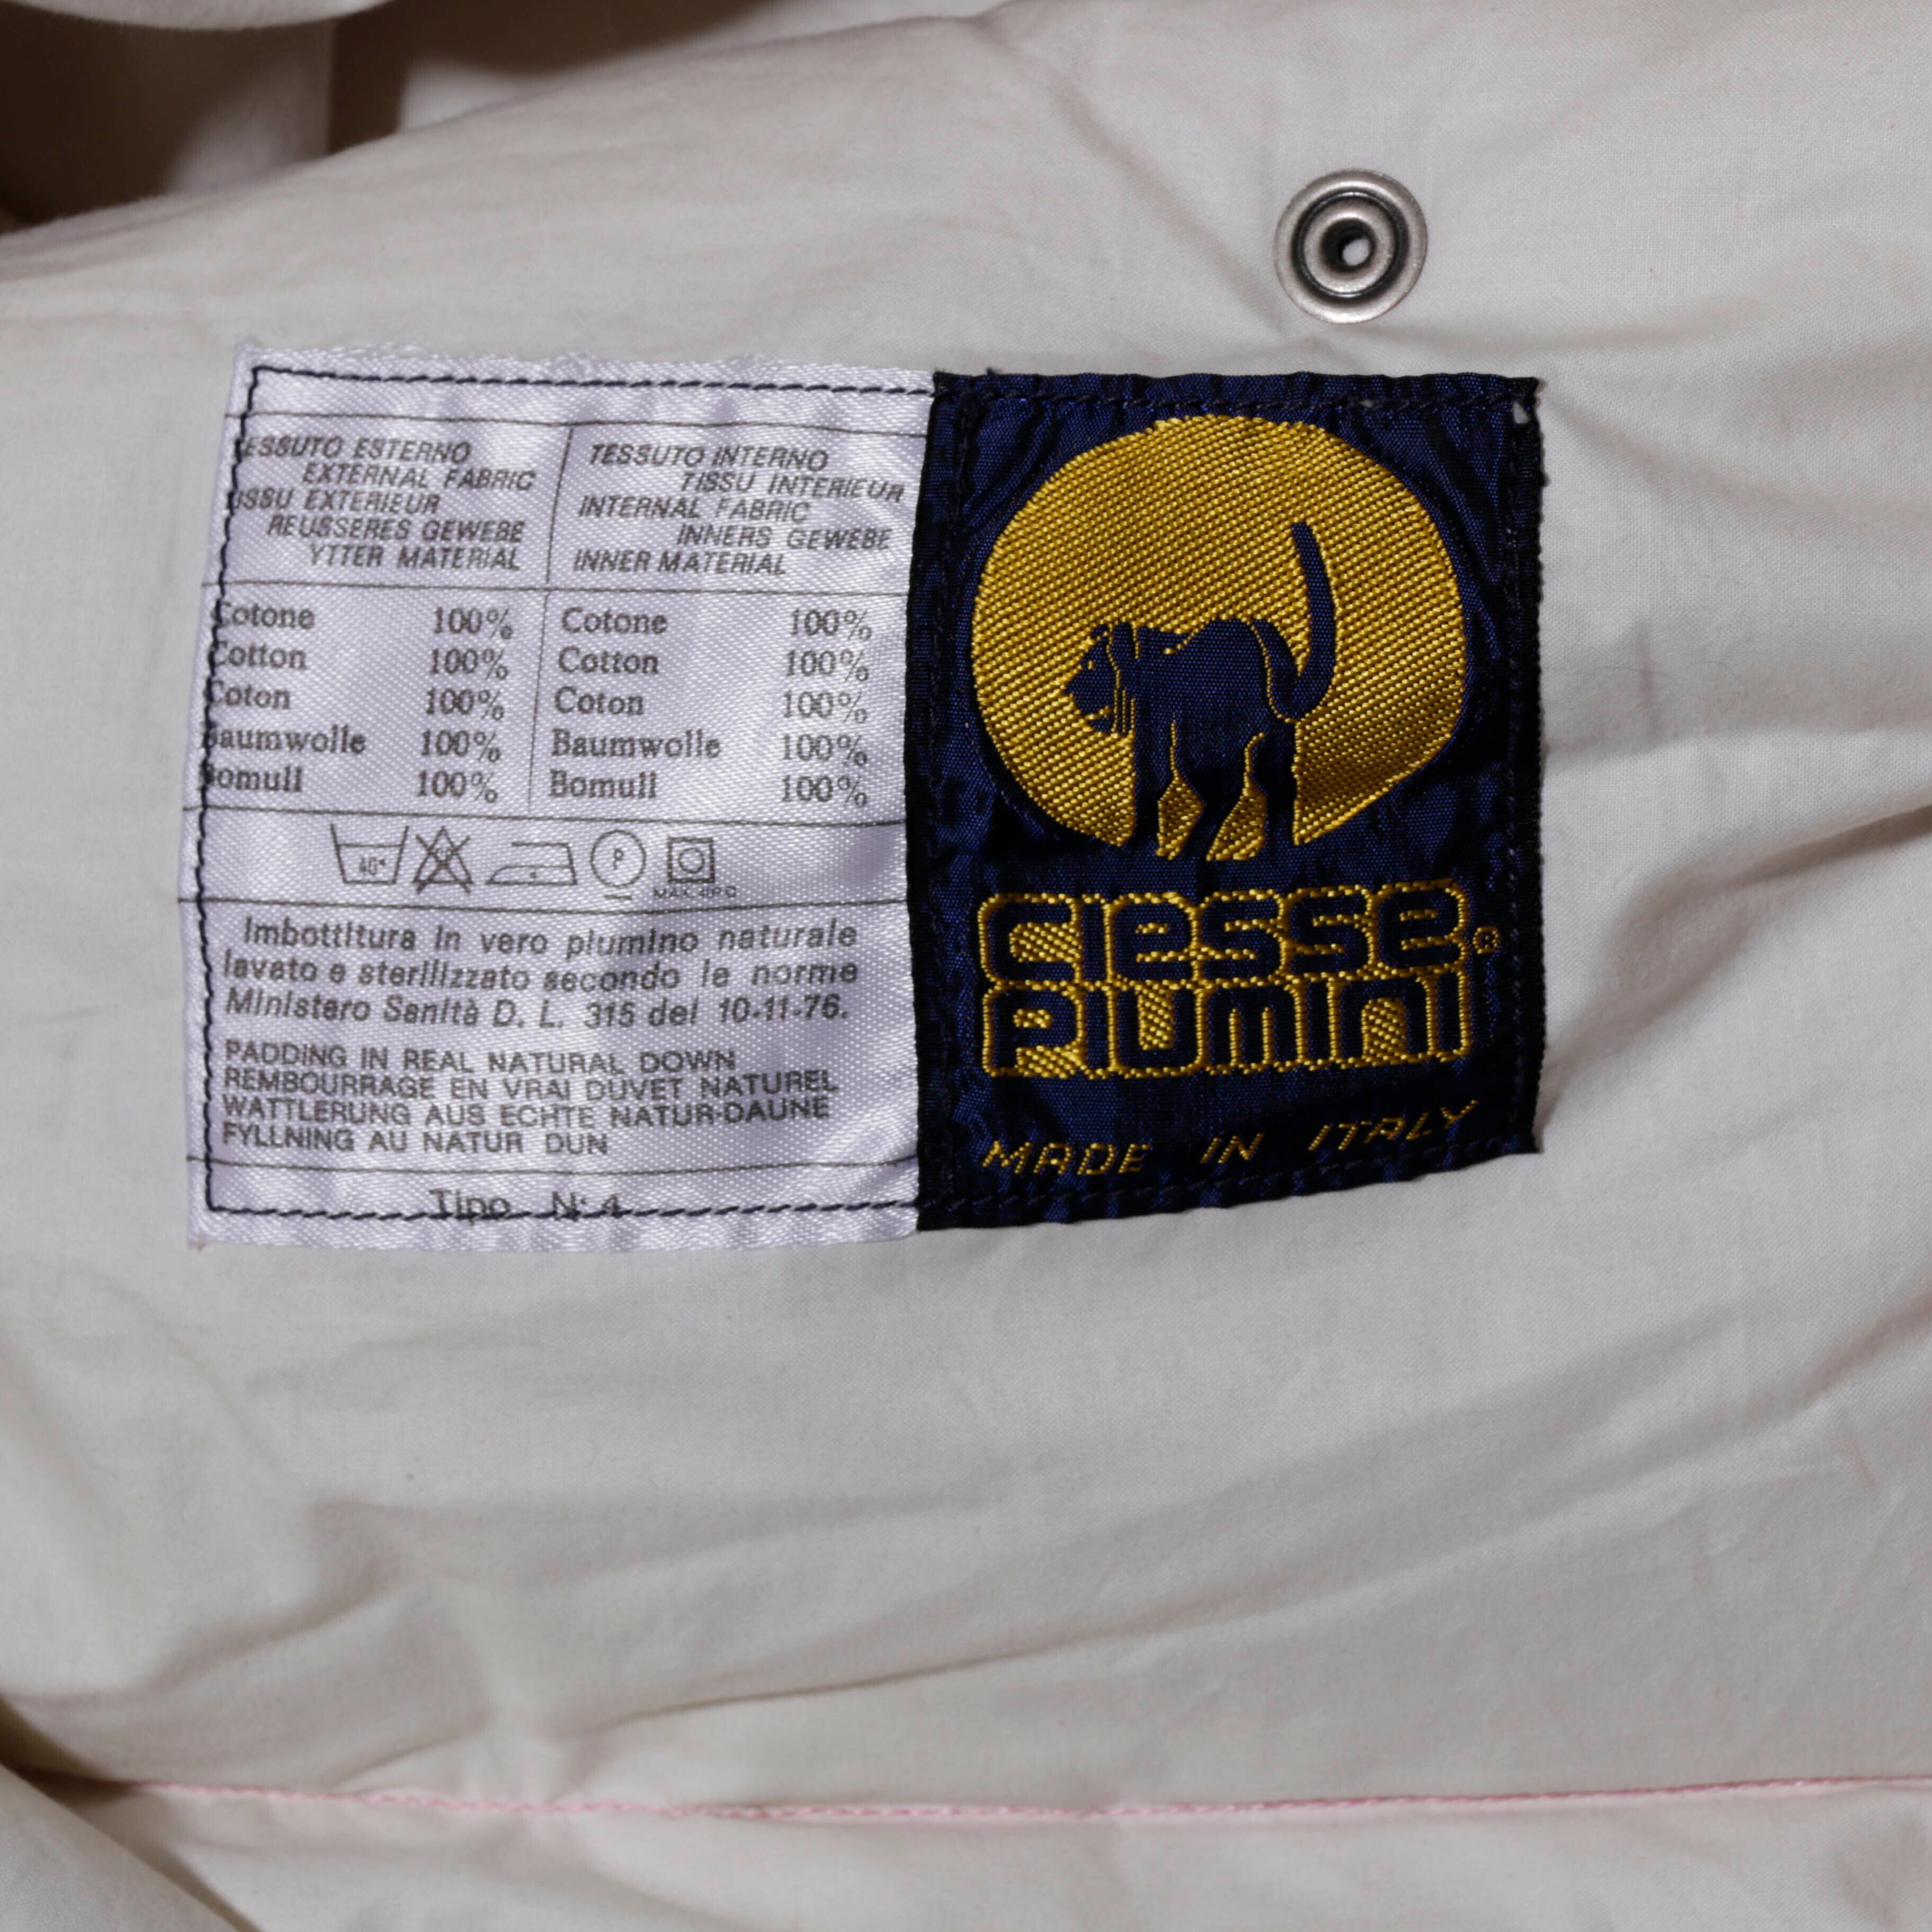 TESSUTO ESTERNO
EXTERNAL FABRIC
TISSU EXTERIEUR
REUSSERES GEWEBE
YTTER MATERIAL
TESSUTO INTERNO
TISSU INTERIEUR
INTERNAL FABRIC
INNERS GEWEBE
INNER MATERIAL
Cotone 100%
Cotton 100%
Coton 100%
Baumwolle 100%
Bomull 100%
Cotone 100%
Cotton 100%
Coton 100%
Baumwolle 100%
Bomull 100%
40°
P
Imbottitura in vero piumino naturale
lavato e sterilizzato secondo le norme
Ministero Sanità D. L. 315 del 10-11-76.
PADDING IN REAL NATURAL DOWN
REMBOURRAGE EN VRAI DUVET NATUREL
WATTLERUNG AUS ECHTE NATUR-DAUNE
FYLLNING AU NATUR DUN
Tipo N: 4
CIESSE®
PIUMINI
MADE IN ITALY